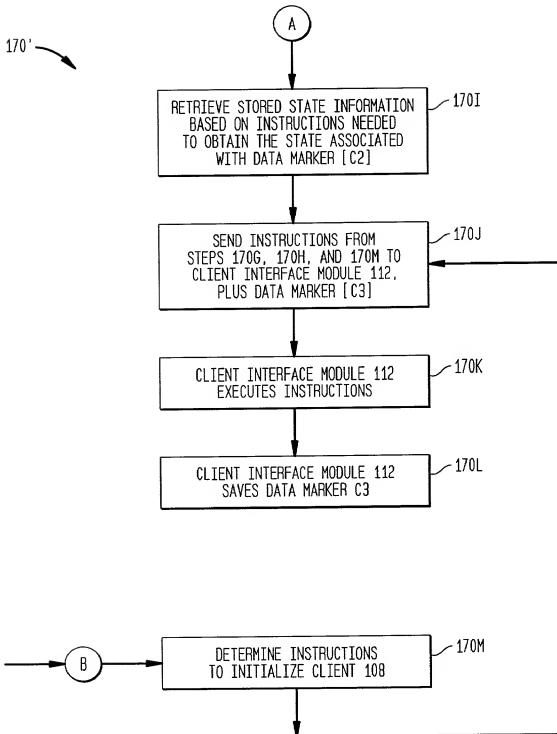 A
170'
RETRIEVE STORED STATE INFORMATION
BASED ON INSTRUCTIONS NEEDED
TO OBTAIN THE STATE ASSOCIATED
WITH DATA MARKER [C2]
170I
SEND INSTRUCTIONS FROM
STEPS 170G, 170H, AND 170M TO
CLIENT INTERFACE MODULE 112,
PLUS DATA MARKER [C3]
170J
CLIENT INTERFACE MODULE 112
EXECUTES INSTRUCTIONS
170K
CLIENT INTERFACE MODULE 112
SAVES DATA MARKER C3
170L
B
DETERMINE INSTRUCTIONS
TO INITIALIZE CLIENT 108
170M